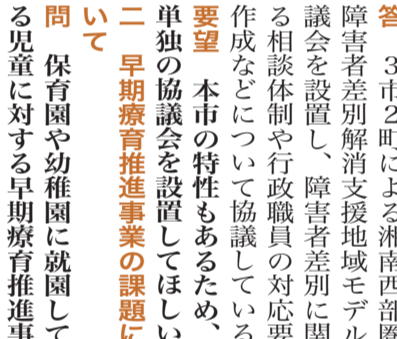 答　３市２町による湘南西部圏
障害者差別解消支援地域モデル
議会を設置し、障害者差別に関
る相談体制や行政職員の対応要
作成などについて協議している
要望　本市の特性もあるため、
単独の協議会を設置してほしい
二　早期療育推進事業の課題に
いて
問　保育園や幼稚園に就園して
る児童に対する早期療育推進事